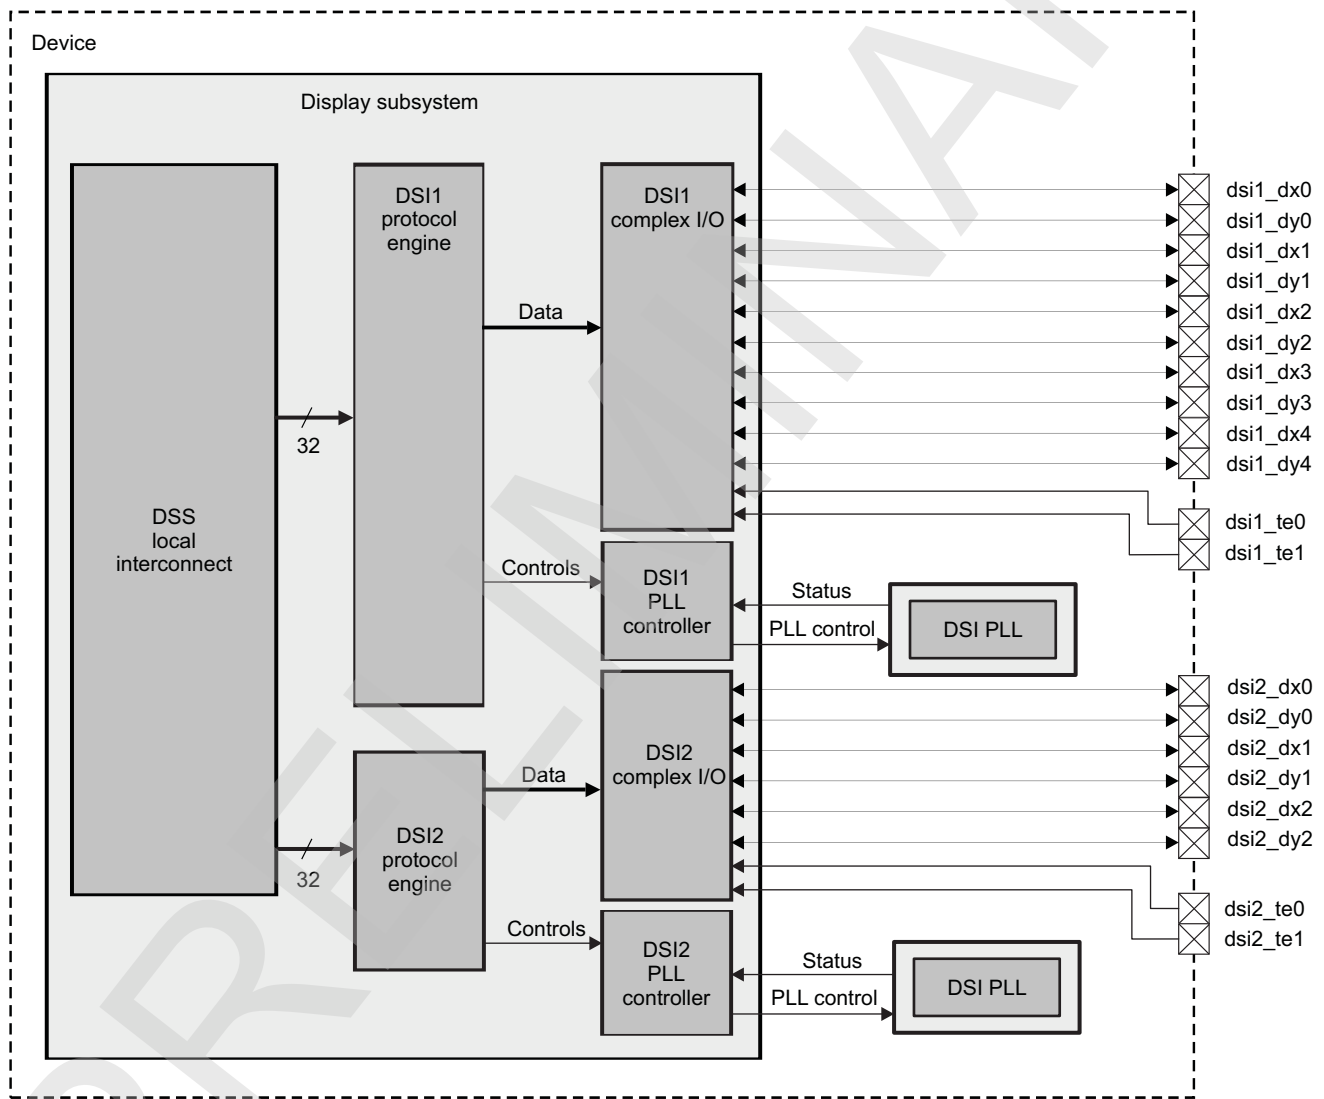 Device
Display subsystem
DSS
local
interconnect
32
32
DSI1
protocol
engine
Data
Controls
DSI2
protocol
engine
Data
Controls
DSI1
complex I/O
DSI1
PLL
controller
DSI2
complex I/O
DSI2
PLL
controller
Status
PLL control
DSI PLL
Status
PLL control
DSI PLL
dsi1_dx0
dsi1_dy0
dsi1_dx1
dsi1_dy1
dsi1_dx2
dsi1_dy2
dsi1_dx3
dsi1_dy3
dsi1_dx4
dsi1_dy4
dsi1_te0
dsi1_te1
dsi2_dx0
dsi2_dy0
dsi2_dx1
dsi2_dy1
dsi2_dx2
dsi2_dy2
dsi2_te0
dsi2_te1
PRELIMINAR